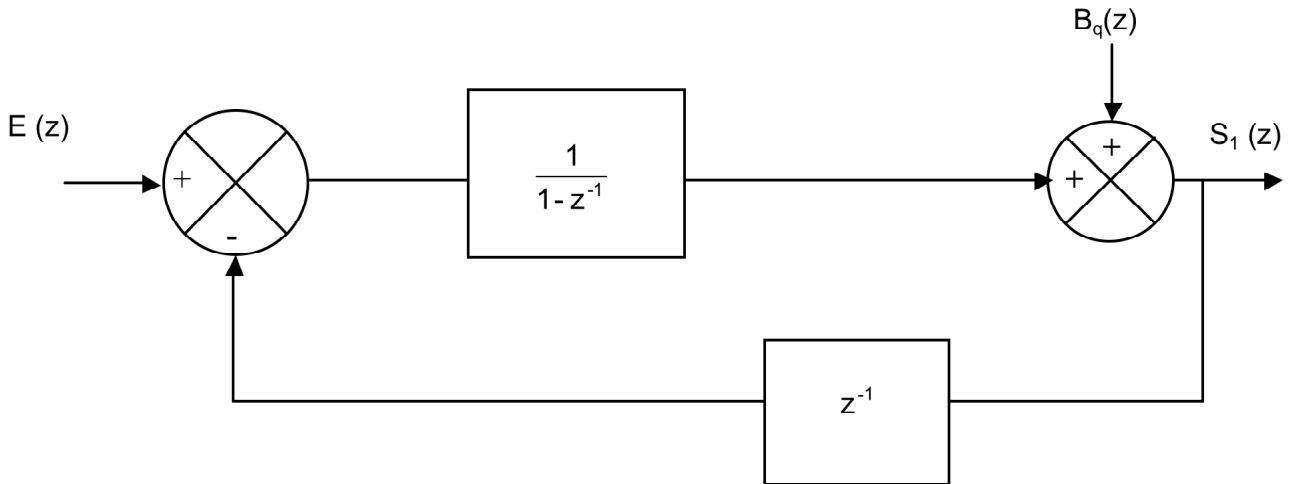 B_q(z)
E (z)
S_1 (z)
+
+
+
-
1
1 - z^-1
z^-1